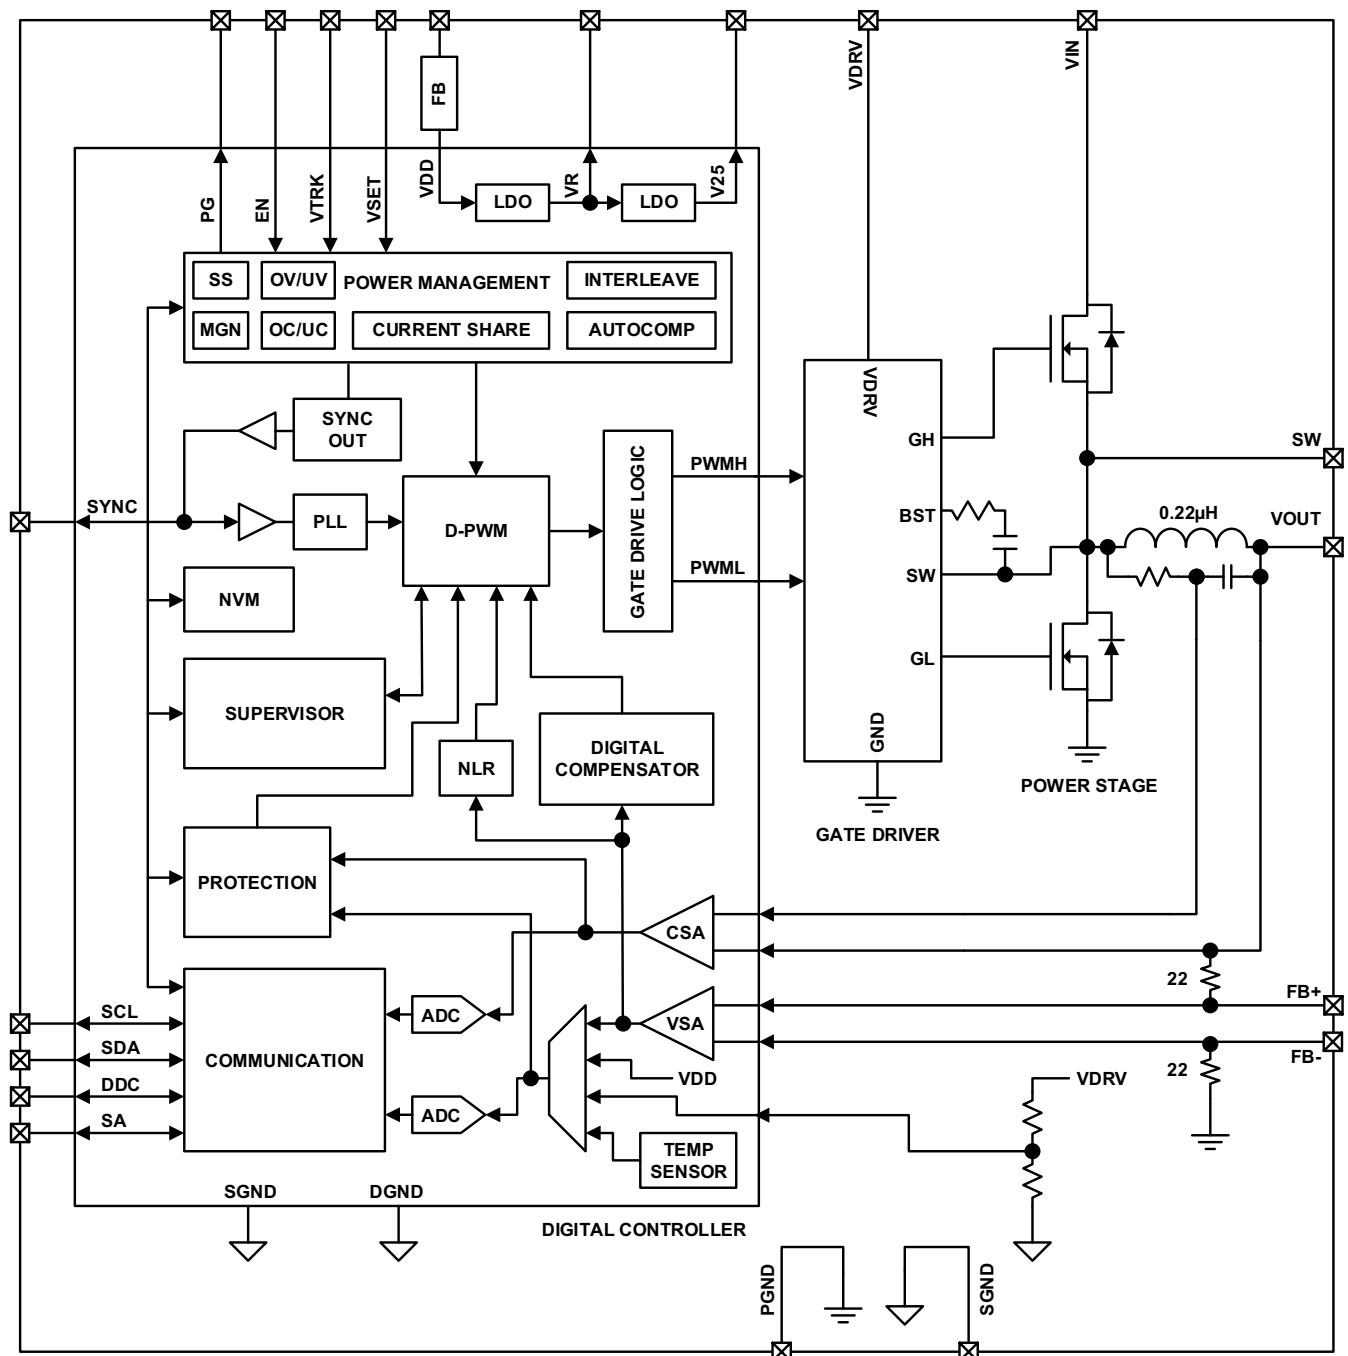 VDRV
VIN
FB
PG
EN
VTRK
VSET
VDD
VR
V25
LDO
LDO
SS
OV/UV
POWER MANAGEMENT
INTERLEAVE
MGN
OC/UC
CURRENT SHARE
AUTOCOMP
VDRV
SYNC
OUT
GH
SW
GATE DRIVE LOGIC
PWMH
SYNC
PLL
D-PWM
BST
0.22µH
VOUT
PWML
SW
NVM
GL
SUPERVISOR
GND
NLR
DIGITAL
COMPENSATOR
POWER STAGE
GATE DRIVER
PROTECTION
CSA
22
FB+
SCL
ADC
VSA
SDA
COMMUNICATION
FB-
22
VDD
VDRV
DDC
ADC
SA
TEMP
SENSOR
SGND
DGND
DIGITAL CONTROLLER
PGND
SGND